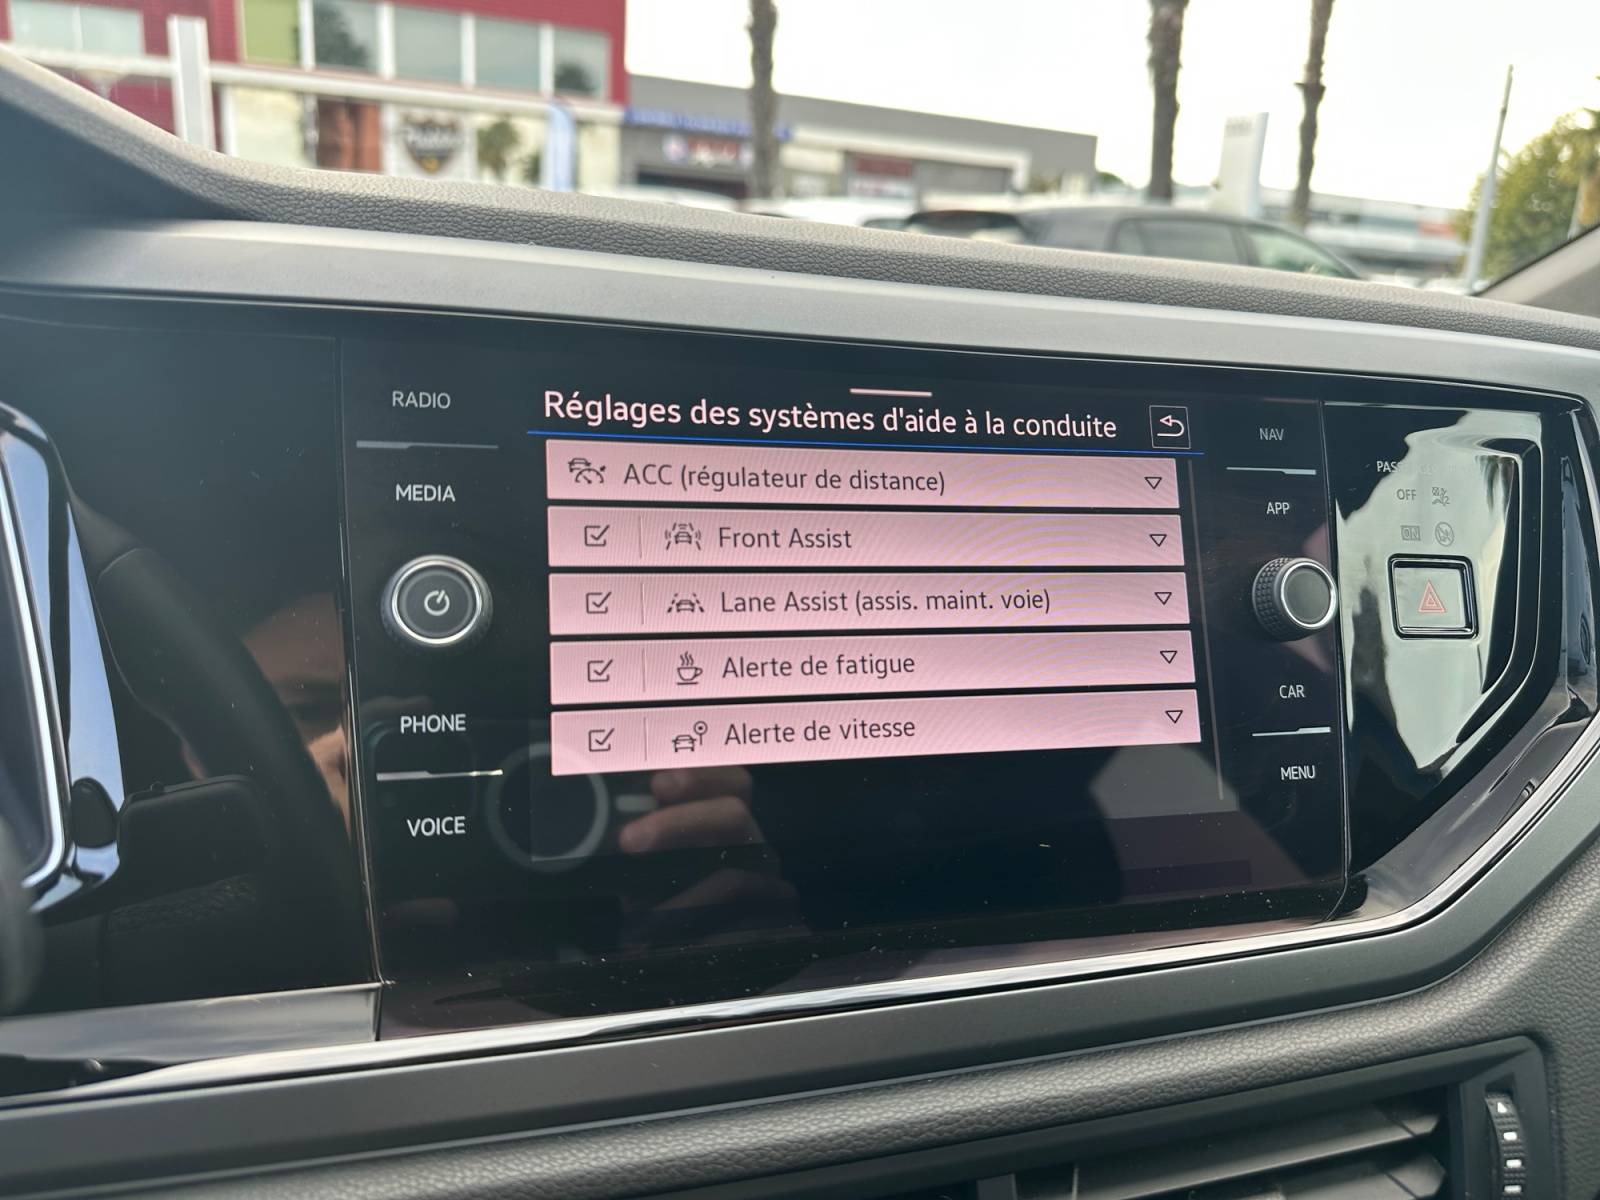 RADIO
MEDIA
PHONE
VOICE
Réglages des systèmes d'aide à la conduite
ACC (régulateur de distance)
Front Assist
Lane Assist (assis. maint. voie)
Alerte de fatigue
Alerte de vitesse
NAV
APP
CAR
MENU
OFF